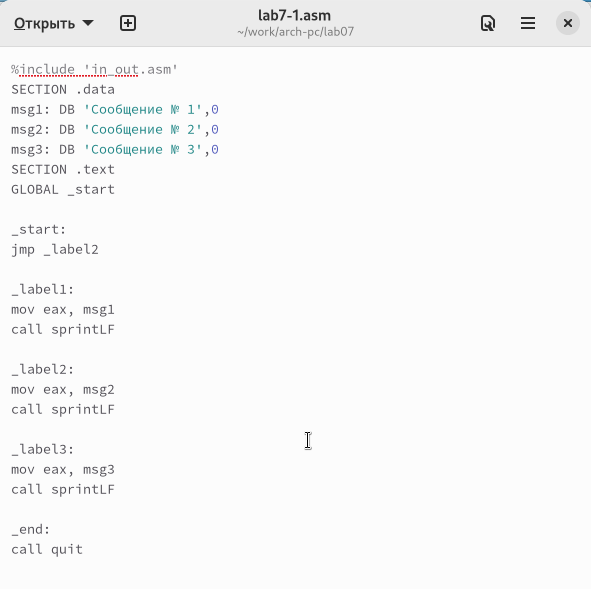 Открыть
lab7-1.asm
~/work/arch-pc/lab07
%include 'in_out.asm'
SECTION .data
msg1: DB 'Сообщение № 1',0
msg2: DB 'Сообщение № 2',0
msg3: DB 'Сообщение № 3',0
SECTION .text
GLOBAL _start
_start:
jmp _label2
_label1:
mov eax, msg1
call sprintLF
_label2:
mov eax, msg2
call sprintLF
_label3:
mov eax, msg3
call sprintLF
_end:
call quit